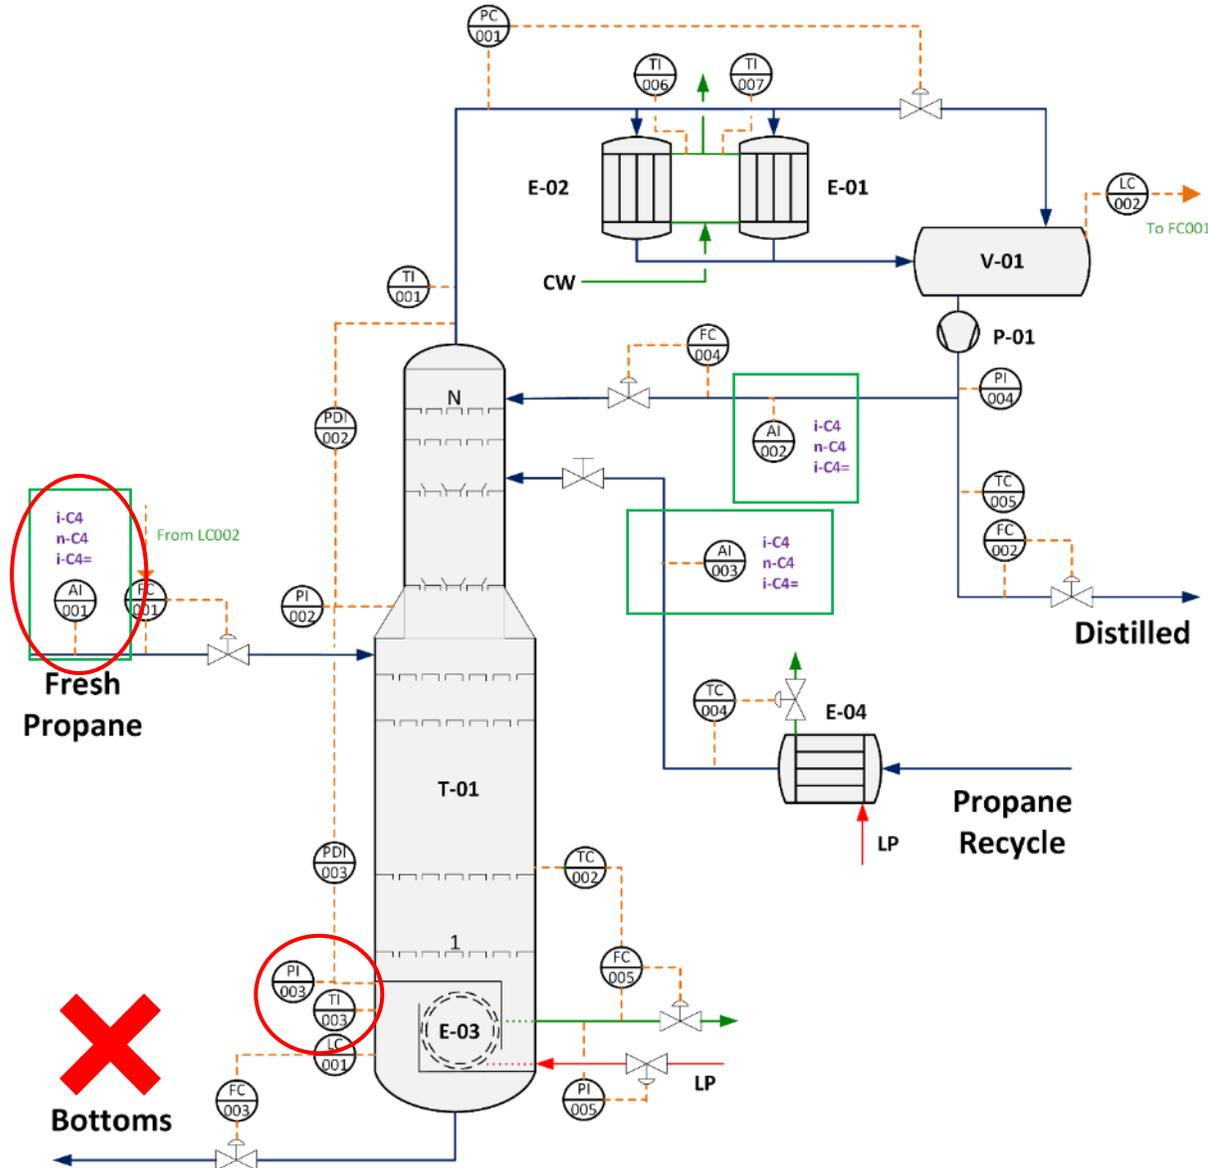 PC
001
TI
006
TI
007
E-02
E-01
LC
002
To FC001
CW
V-01
TI
001
P-01
FC
004
PI
004
N
PDI
002
AI
002
i-C4
n-C4
i-C4=
TC
005
i-C4
n-C4
i-C4=
From LC002
AI
003
i-C4
n-C4
i-C4=
FC
002
AI
001
FC
001
PI
002
Distilled
Fresh
Propane
TC
004
E-04
T-01
Propane
Recycle
LP
PDI
003
TC
002
1
PI
003
FC
005
TI
003
E-03
LC
001
LP
FC
003
PI
005
Bottoms